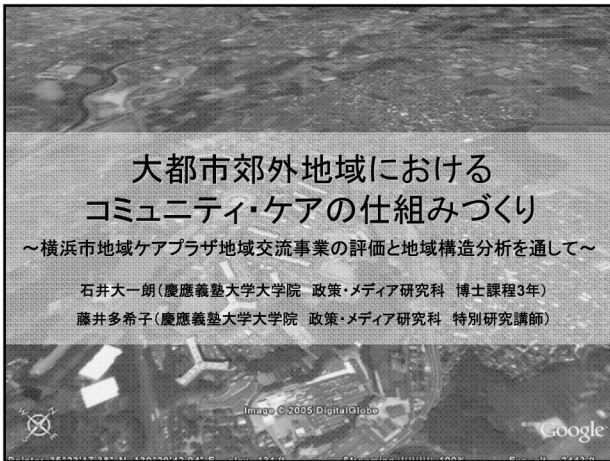 大都市郊外地域における
コミュニティ・ケアの仕組みづくり
～横浜市地域ケアプラザ地域交流事業の評価と地域構造分析を通して～
石井大一朗(慶應義塾大学大学院　政策・メディア研究科　博士課程3年)
藤井多希子(慶應義塾大学大学院　政策・メディア研究科　特別研究講師)
Image © 2005 DigitalGlobe
Google